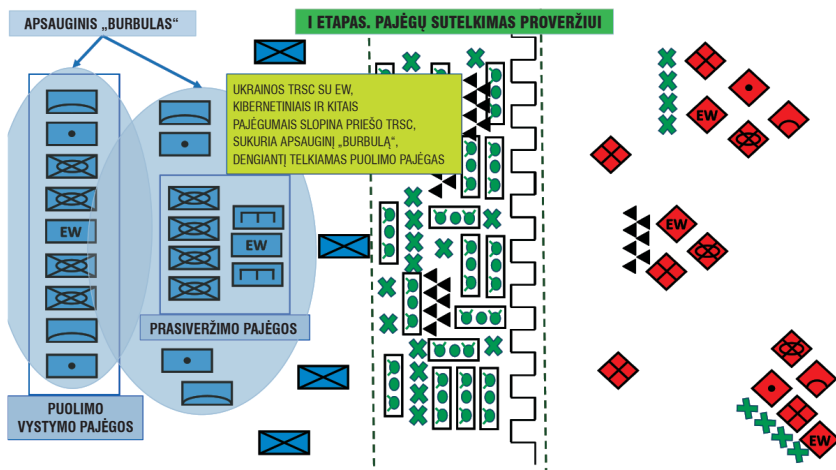 I ETAPAS. PAJĖGŲ SUTELKIMAS PROVERŽIUI
APSAUGINIS „BURBULAS“
UKRAINOS TRSC SU EW,
KIBERNETINIAIS IR KITAIS
PAJĖGUMAIS SLOPINA PRIEŠO TRSC,
SUKURIA APSAUGINĮ „BURBULĄ“,
DENGIANTĮ TELKIAMAS PUOLIMO PAJĖGAS
EW
EW
PRASIVERŽIMO PAJĖGOS
PUOLIMO
VYSTYMO PAJĖGOS
EW
EW
EW